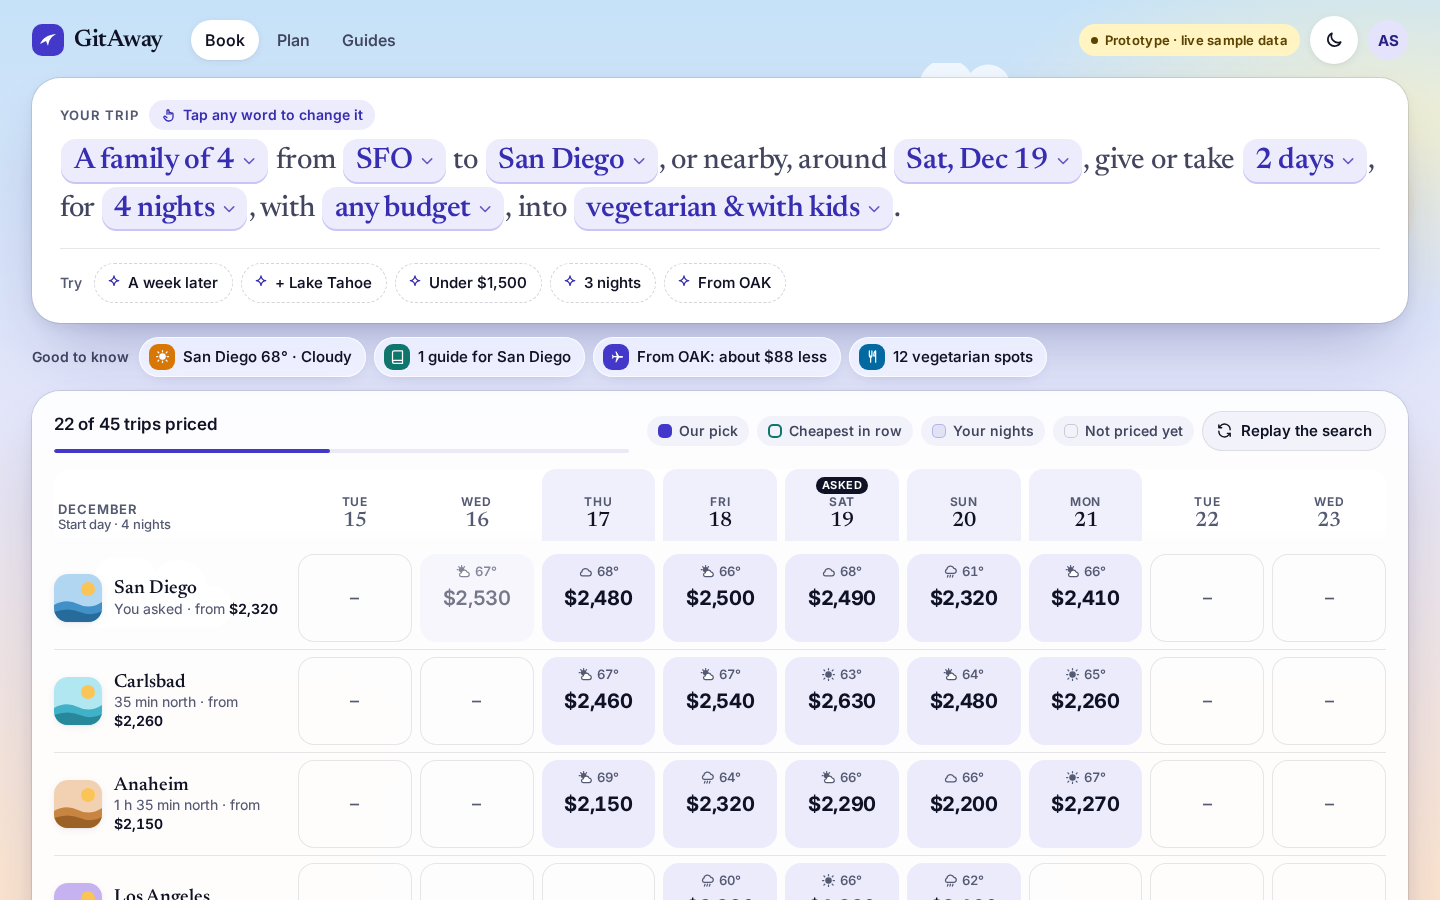 GitAway
Book
Plan
Guides
Prototype · live sample data
AS
YOUR TRIP
Tap any word to change it
A family of 4 from SFO to San Diego, or nearby, around Sat, Dec 19, give or take 2 days,
for 4 nights, with any budget, into vegetarian & with kids.
Try
A week later
+ Lake Tahoe
Under $1,500
3 nights
From OAK
Good to know
San Diego 68° · Cloudy
1 guide for San Diego
From OAK: about $88 less
12 vegetarian spots
22 of 45 trips priced
Our pick
Cheapest in row
Your nights
Not priced yet
Replay the search
DECEMBER
Start day · 4 nights
TUE
15
WED
16
THU
17
FRI
18
ASKED
SAT
19
SUN
20
MON
21
TUE
22
WED
23
San Diego
You asked · from $2,320
–
67°
$2,530
68°
$2,480
66°
$2,500
68°
$2,490
61°
$2,320
66°
$2,410
–
–
Carlsbad
35 min north · from
$2,260
–
–
67°
$2,460
67°
$2,540
63°
$2,630
64°
$2,480
65°
$2,260
–
–
Anaheim
1 h 35 min north · from
$2,150
–
–
69°
$2,150
64°
$2,320
66°
$2,290
66°
$2,200
67°
$2,270
–
–
Los Angeles
60°
66°
62°